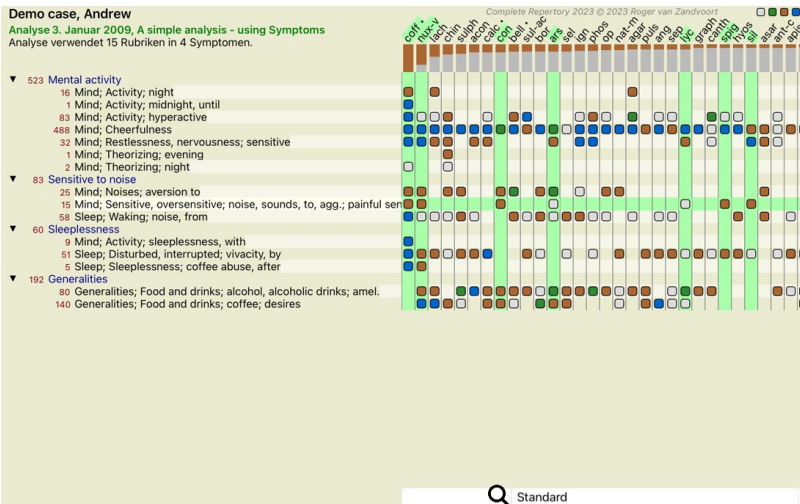 Demo case, Andrew
Complete Repertory 2023 © 2023 Roger van Zandvoort
Analyse 3. Januar 2009, A simple analysis - using Symptoms
Analyse verwendet 15 Rubriken in 4 Symptomen.
coff • nux-v lach chin sulph acon calc • con bell • sul-ac bor ars sel ign phos op nat-m agar puls ang sep lyc graph canth spig hyos sil asar ant-c apis
▼ 523 Mental activity
16 Mind; Activity; night
1 Mind; Activity; midnight, until
83 Mind; Activity; hyperactive
488 Mind; Cheerfulness
32 Mind; Restlessness, nervousness; sensitive
1 Mind; Theorizing; evening
2 Mind; Theorizing; night
▼ 83 Sensitive to noise
25 Mind; Noises; aversion to
15 Mind; Sensitive, oversensitive; noise, sounds, to, agg.; painful sen
58 Sleep; Waking; noise, from
▼ 60 Sleeplessness
9 Mind; Activity; sleeplessness, with
51 Sleep; Disturbed, interrupted; vivacity, by
5 Sleep; Sleeplessness; coffee abuse, after
▼ 192 Generalities
80 Generalities; Food and drinks; alcohol, alcoholic drinks; amel.
140 Generalities; Food and drinks; coffee; desires
Standard